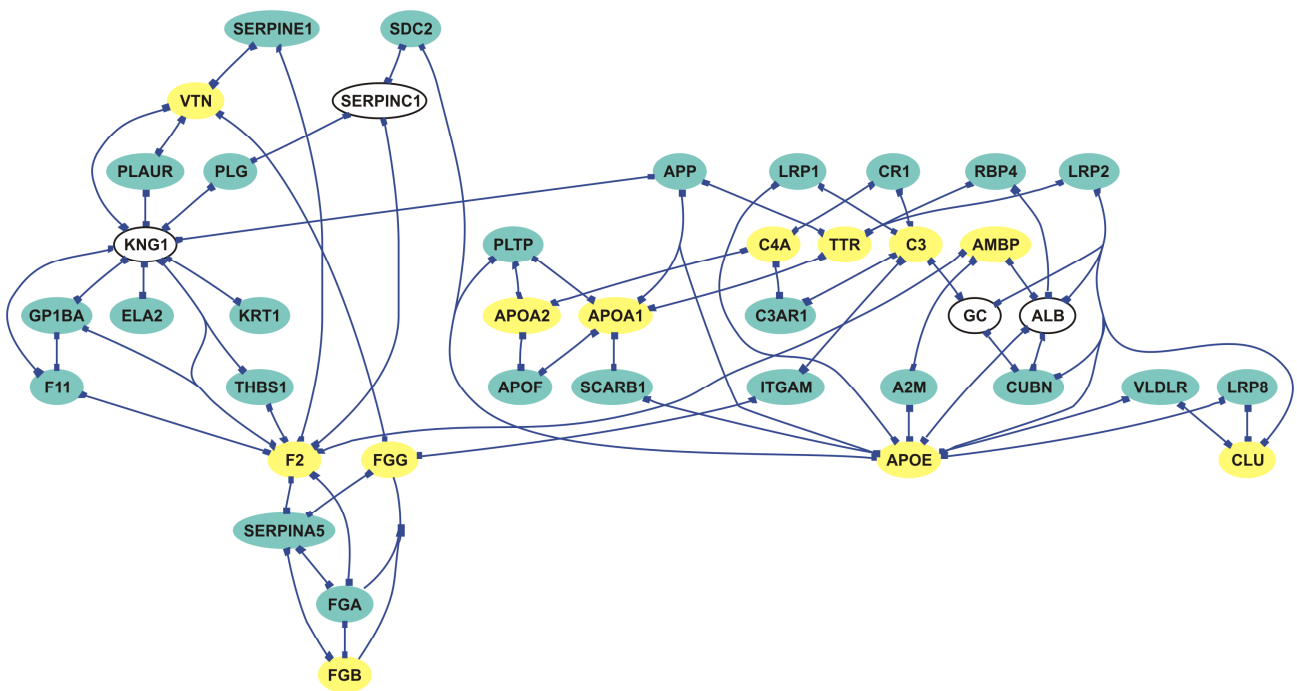 SERPINE1 SDC2
VTN SERPINC1
PLAUR PLG APP LRP1 CR1 RBP4 LRP2
KNG1 PLTP C4A TTR C3 AMBP
GP1BA ELA2 KRT1 APOA2 APOA1 C3AR1 GC ALB
F11 THBS1 APOF SCARB1 ITGAM A2M CUBN VLDLR LRP8
F2 FGG APOE CLU
SERPINA5
FGA
FGB